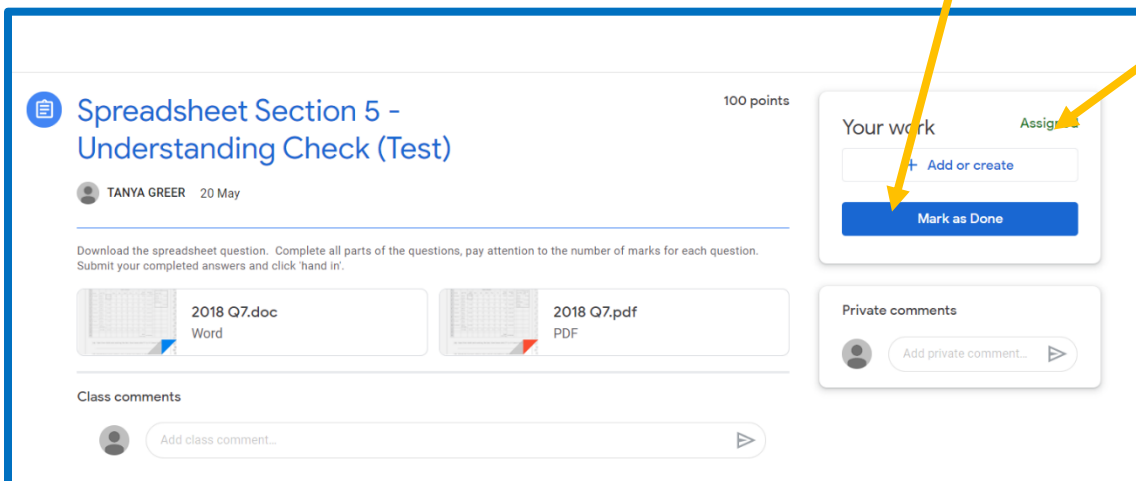 Spreadsheet Section 5 -
Understanding Check (Test)
100 points
TANYA GREER 20 May
Download the spreadsheet question. Complete all parts of the questions, pay attention to the number of marks for each question.
Submit your completed answers and click 'hand in'.
2018 Q7.doc
Word
2018 Q7.pdf
PDF
Class comments
Add class comment...
Your work
Assigned
+ Add or create
Mark as Done
Private comments
Add private comment...